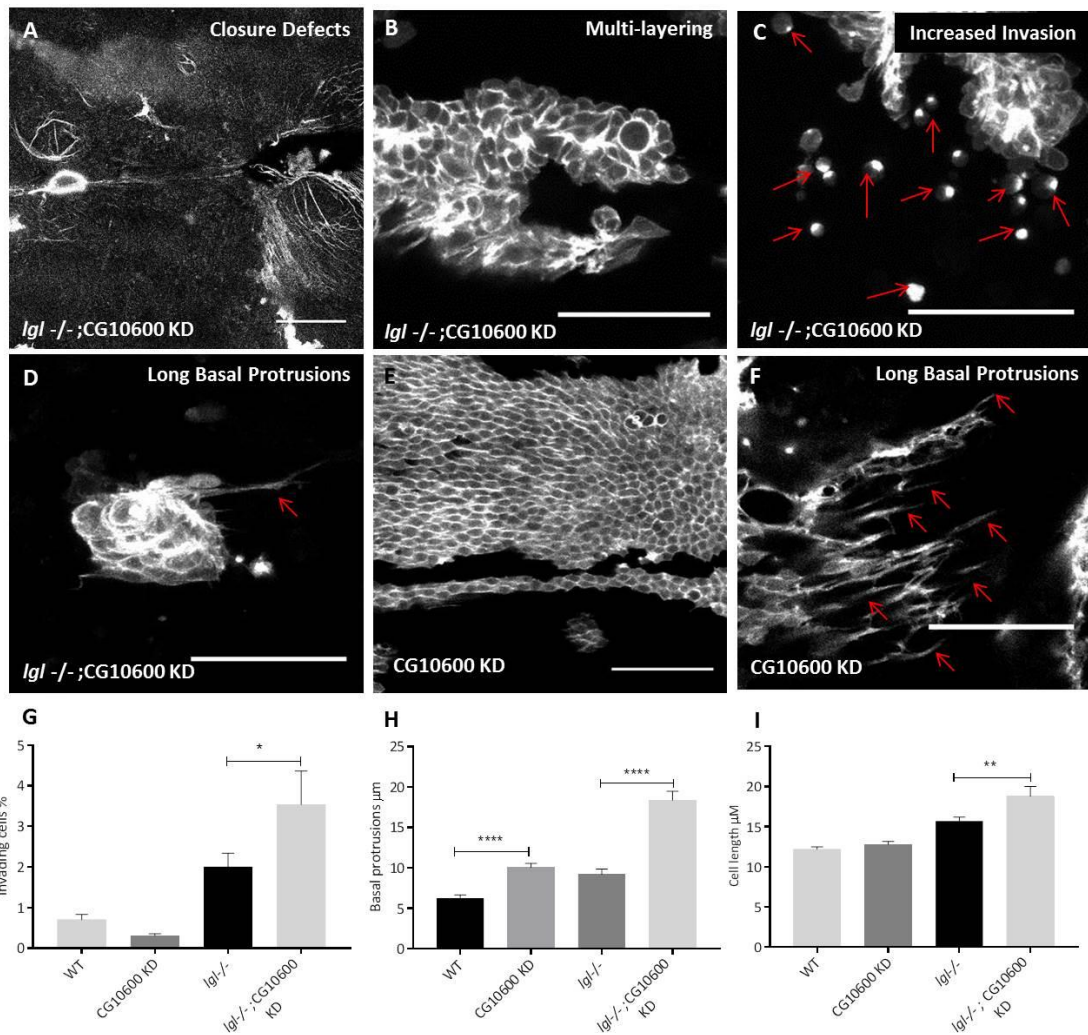 A
Closure Defects
lgl -/- ;CG10600 KD
B
Multi-layering
lgl -/- ;CG10600 KD
C
Increased Invasion
lgl -/- ;CG10600 KD
D
Long Basal Protrusions
lgl -/- ;CG10600 KD
E
CG10600 KD
F
Long Basal Protrusions
CG10600 KD
G
Invading cells %
5
4
3
2
1
0
*
WT
CG10600 KD
lgl-/-
lgl-/-;CG10600
KD
H
Basal protrusions µm
25
20
15
10
5
0
****
****
WT
CG10600 KD
lgl-/-
lgl-/-;CG10600
KD
I
Cell length µM
25
20
15
10
5
0
**
WT
CG10600 KD
lgl-/-
lgl-/-; CG10600
KD